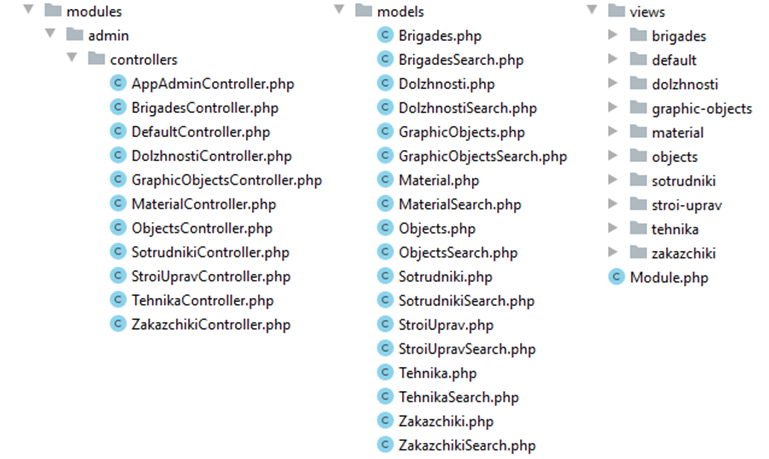 modules
admin
controllers
AppAdminController.php
BrigadesController.php
DefaultController.php
DolzhnostiController.php
GraphicObjectsController.php
MaterialController.php
ObjectsController.php
SotrudnikiController.php
StroiUpravController.php
TehnikaController.php
ZakazchikiController.php
models
Brigades.php
BrigadesSearch.php
Dolzhnosti.php
DolzhnostiSearch.php
GraphicObjects.php
GraphicObjectsSearch.php
Material.php
MaterialSearch.php
Objects.php
ObjectsSearch.php
Sotrudniki.php
SotrudnikiSearch.php
StroiUprav.php
StroiUpravSearch.php
Tehnika.php
TehnikaSearch.php
Zakazchiki.php
ZakazchikiSearch.php
views
brigades
default
dolzhnosti
graphic-objects
material
objects
sotrudniki
stroi-uprav
tehnika
zakazchiki
Module.php